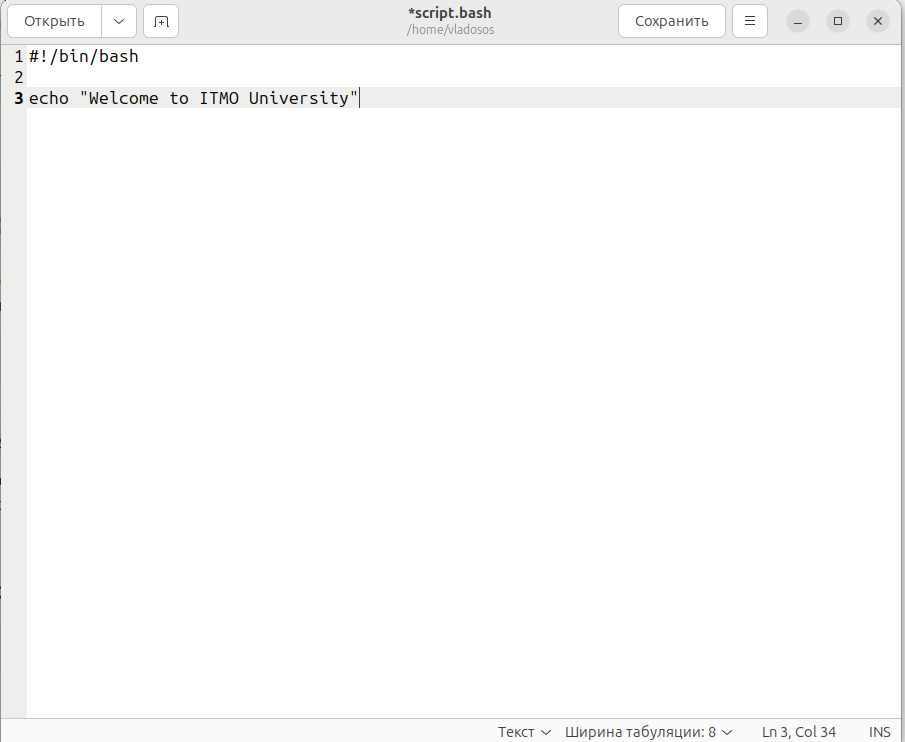 Открыть
*script.bash
/home/vladosos
Сохранить
1 #!/bin/bash
2
3 echo "Welcome to ITMO University"
Текст Ширина табуляции: 8 Ln 3, Col 34 INS